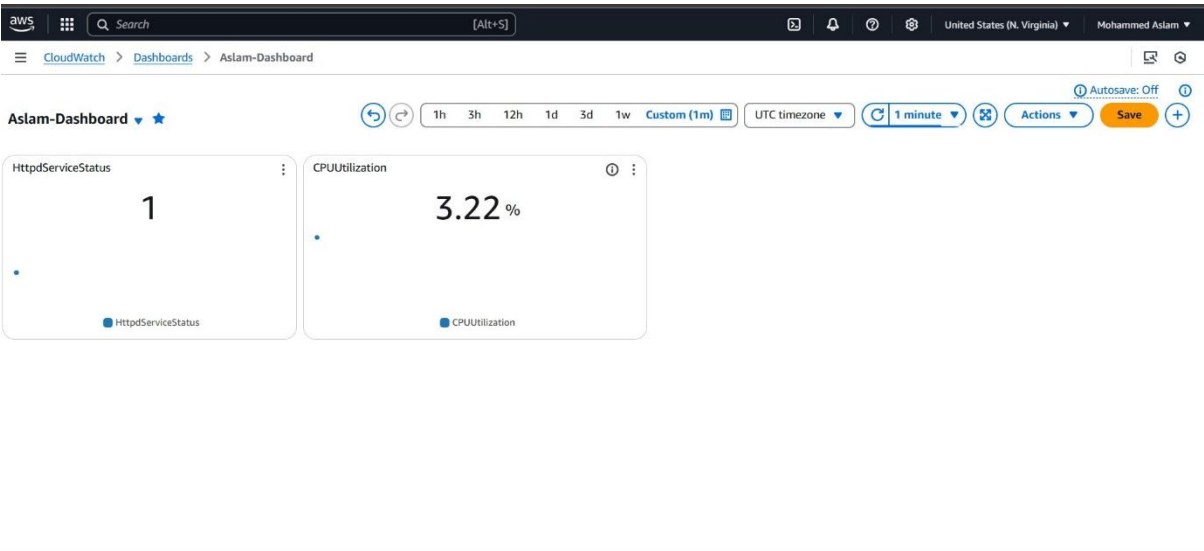 aws Search [Alt+S] United States (N. Virginia) Mohammed Aslam
CloudWatch > Dashboards > Aslam-Dashboard
Autosave: Off
Aslam-Dashboard 1h 3h 12h 1d 3d 1w Custom (1m) UTC timezone 1 minute Actions Save
HttpdServiceStatus CPUUtilization
1 3.22 %
HttpdServiceStatus CPUUtilization